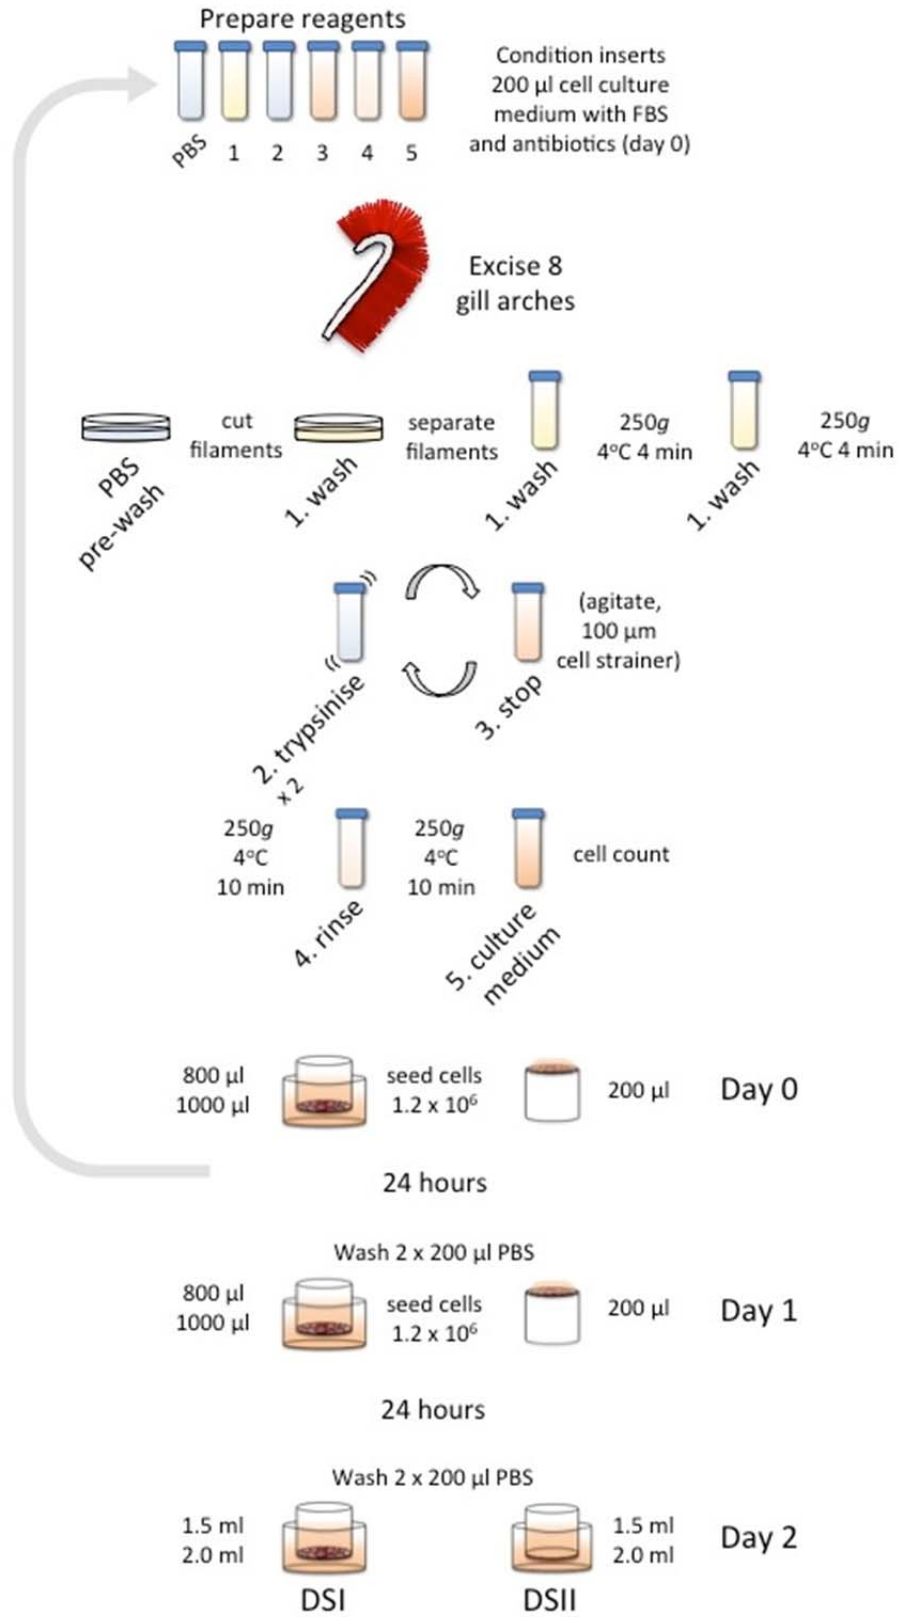 Prepare reagents
PBS 1 2 3 4 5
Condition inserts
200 µl cell culture
medium with FBS
and antibiotics (day 0)
Excise 8
gill arches
PBS
pre-wash
cut
filaments
1. wash
separate
filaments
1. wash
250g
4ºC 4 min
1. wash
250g
4ºC 4 min
2. trypsinise
x 2
3. stop
(agitate,
100 µm
cell strainer)
250g
4ºC
10 min
4. rinse
250g
4ºC
10 min
5. culture
medium
cell count
800 µl
1000 µl
seed cells
1.2 x 10⁶
200 µl
Day 0
24 hours
Wash 2 x 200 µl PBS
800 µl
1000 µl
seed cells
1.2 x 10⁶
200 µl
Day 1
24 hours
Wash 2 x 200 µl PBS
1.5 ml
2.0 ml
1.5 ml
2.0 ml
Day 2
DSI
DSII